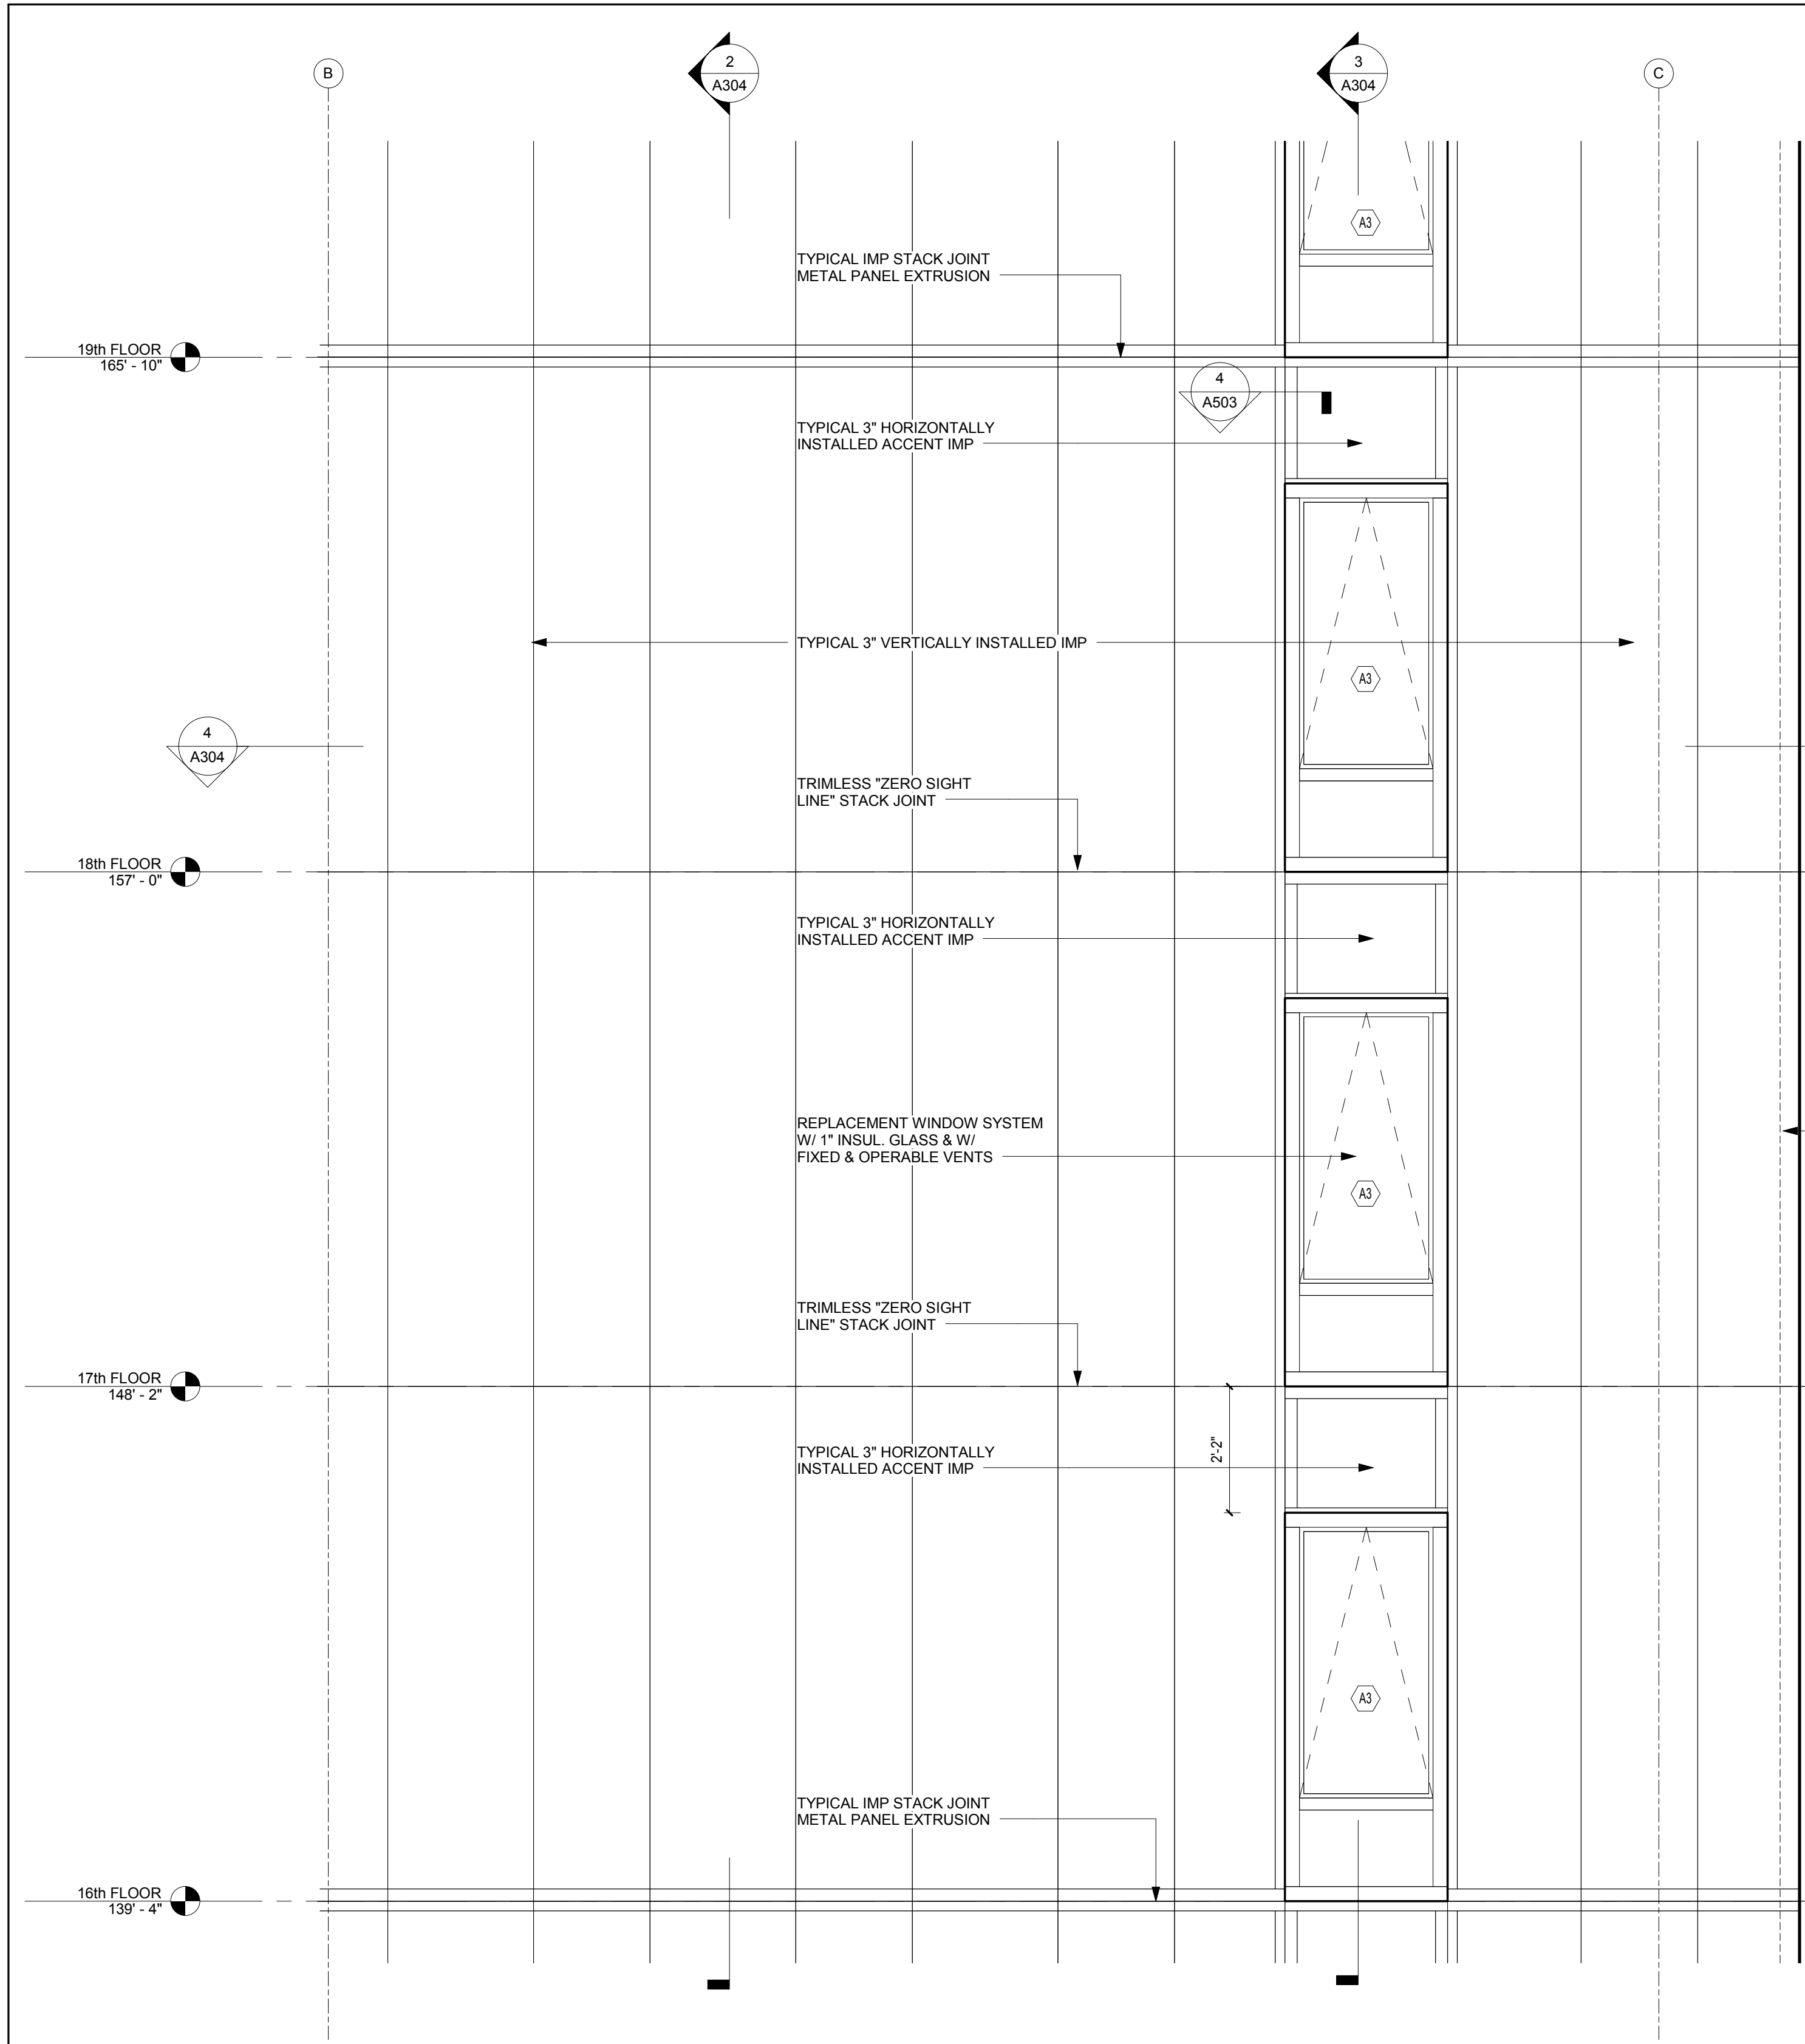 B
2
A304
3
A304
C
A3
TYPICAL IMP STACK JOINT
METAL PANEL EXTRUSION
19th FLOOR
165' - 10"
4
A503
TYPICAL 3" HORIZONTALLY
INSTALLED ACCENT IMP
TYPICAL 3" VERTICALLY INSTALLED IMP
A3
4
A304
TRIMLESS "ZERO SIGHT
LINE" STACK JOINT
18th FLOOR
157' - 0"
TYPICAL 3" HORIZONTALLY
INSTALLED ACCENT IMP
REPLACEMENT WINDOW SYSTEM
W/ 1" INSUL. GLASS & W/
FIXED & OPERABLE VENTS
A3
TRIMLESS "ZERO SIGHT
LINE" STACK JOINT
17th FLOOR
148' - 2"
2'-2"
TYPICAL 3" HORIZONTALLY
INSTALLED ACCENT IMP
A3
TYPICAL IMP STACK JOINT
METAL PANEL EXTRUSION
16th FLOOR
139' - 4"